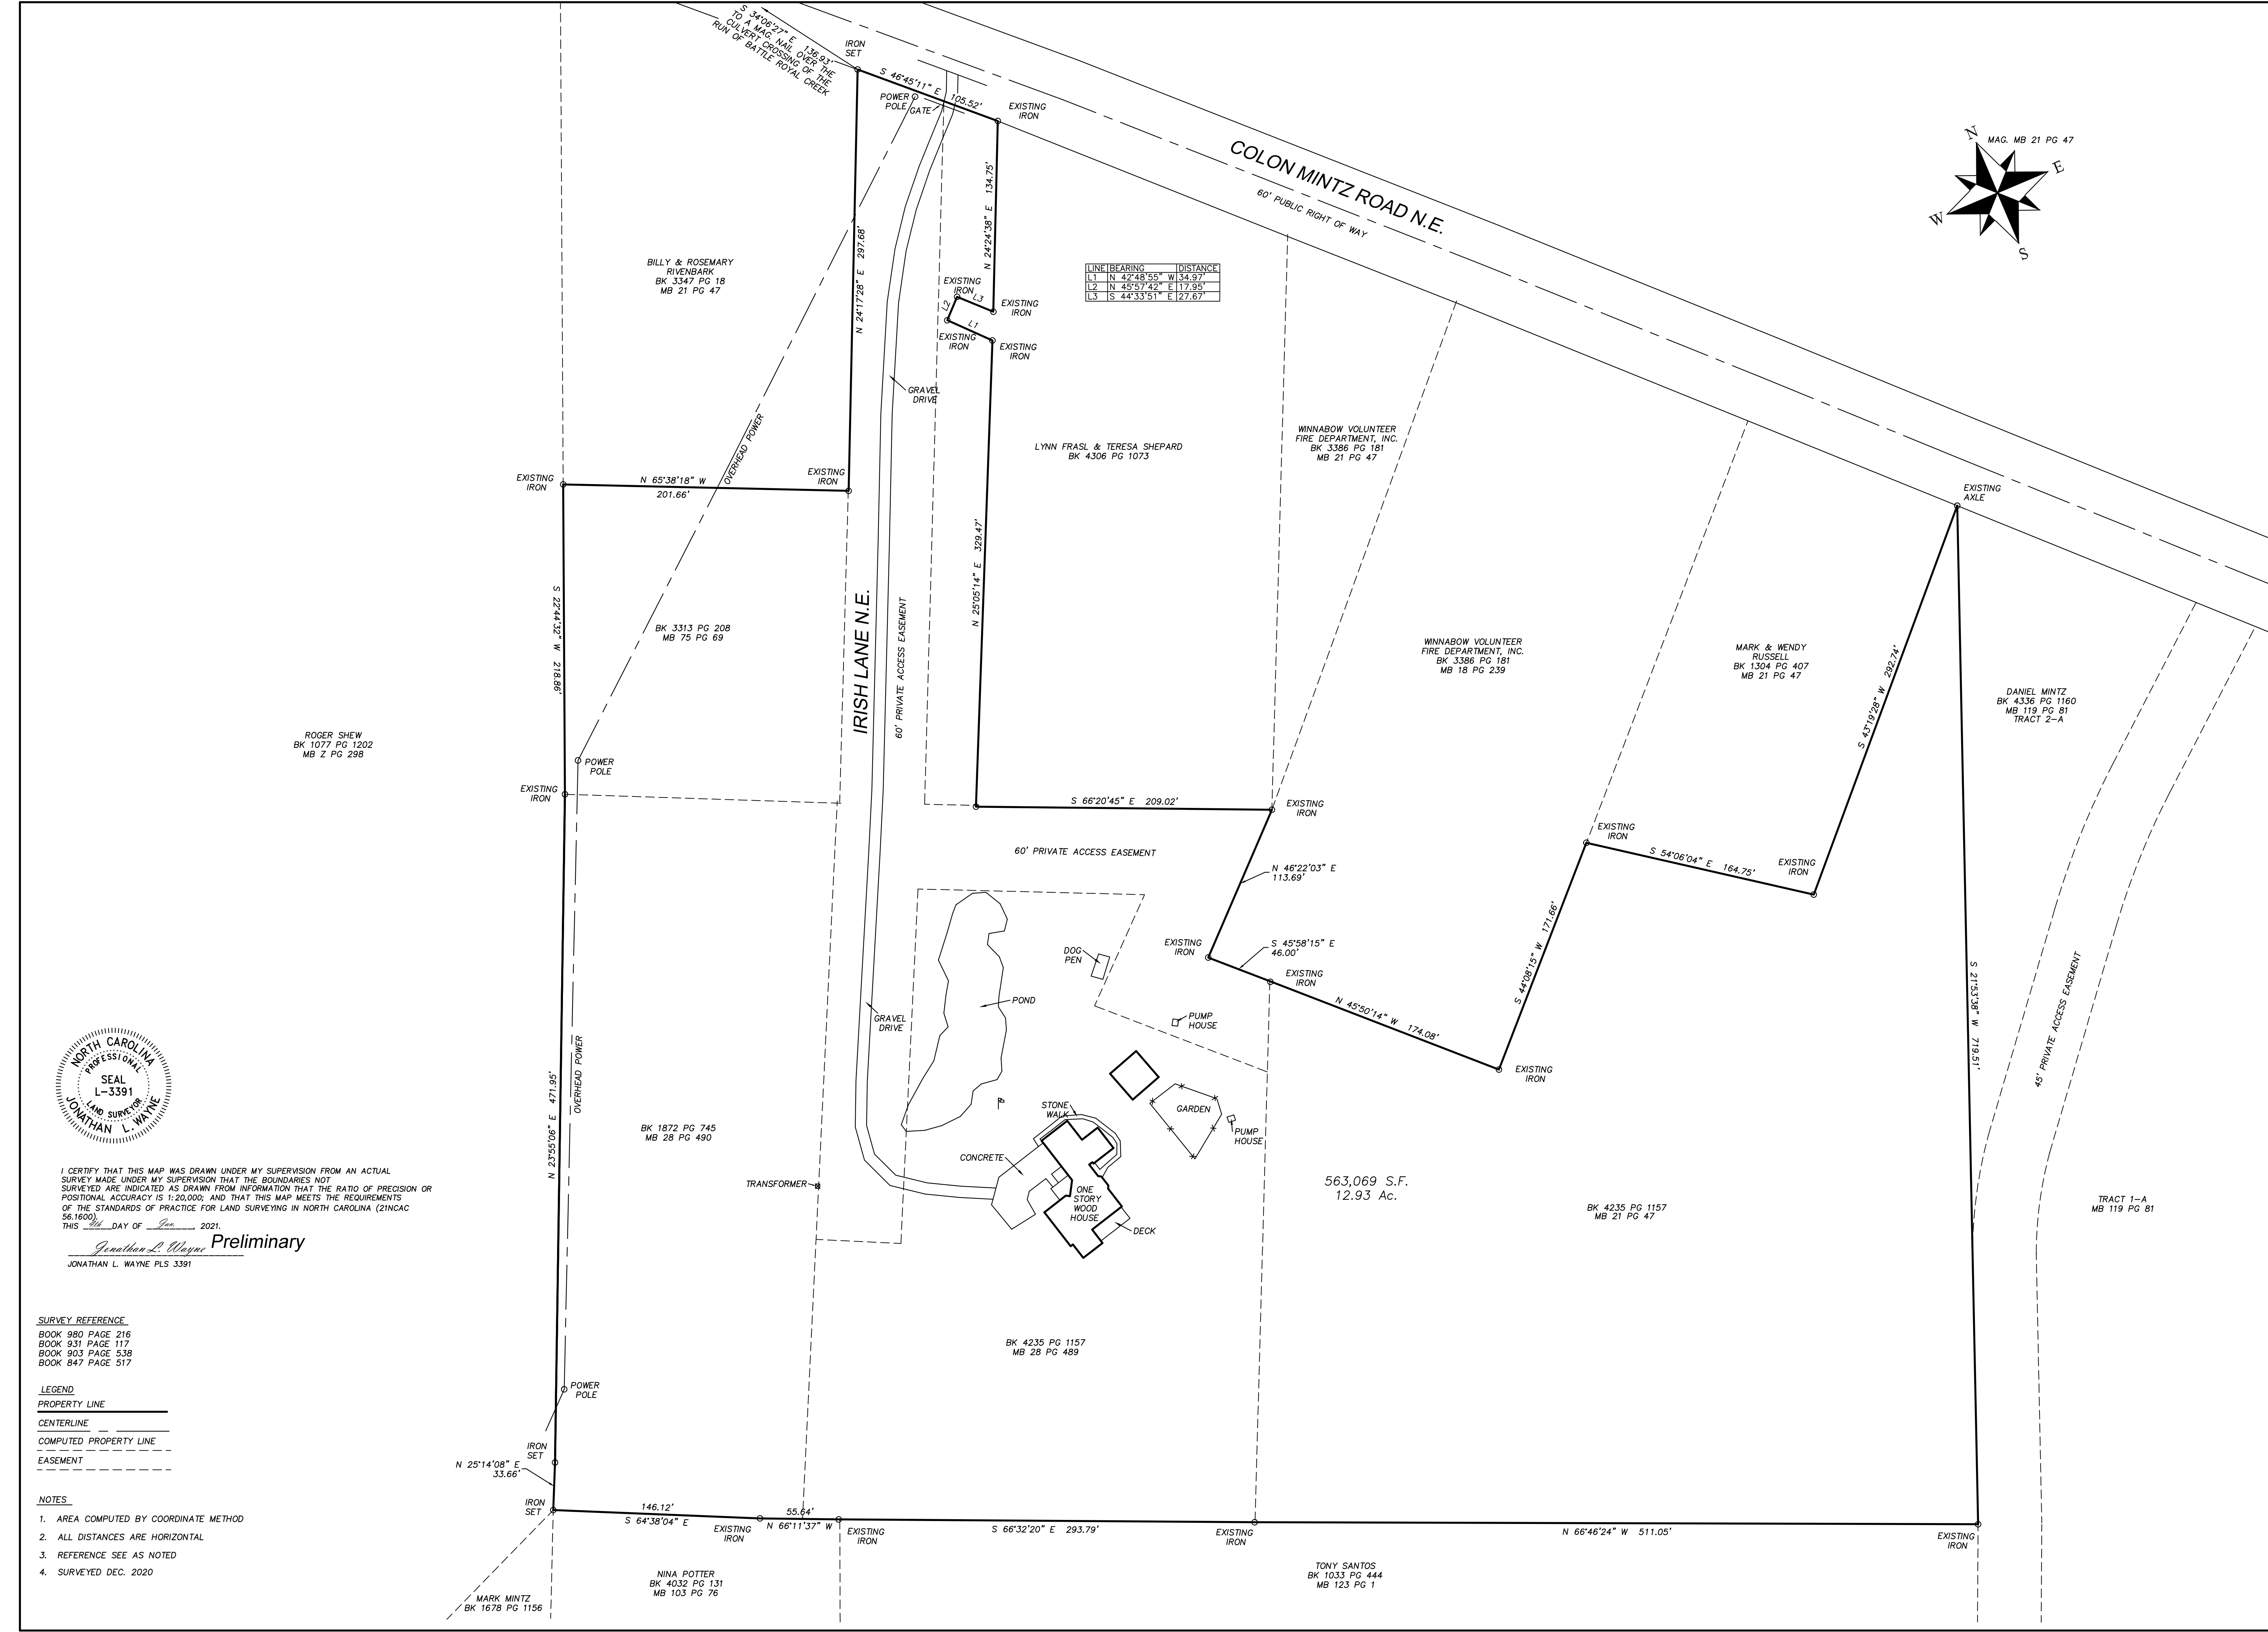 S 34°06'27" E 136.93'
TO A MAG. NAIL OVER THE
CULVERT CROSSING OF THE
RUN OF BATTLE ROYAL CREEK
IRON
SET
S 46°45'11" E 105.52'
POWER
POLE
GATE
EXISTING
IRON
COLON MINTZ ROAD N.E.
60' PUBLIC RIGHT OF WAY
MAG. MB 21 PG 47
N
E
W
S
BILLY & ROSEMARY
RIVENBARK
BK 3347 PG 18
MB 21 PG 47
N 24°17'28" E 297.68'
N 24°24'38" E 134.75'
EXISTING
IRON
L3
L2
L1
EXISTING
IRON
EXISTING
IRON
EXISTING
IRON
LINE BEARING DISTANCE
L1 N 42°48'55" W 34.97'
L2 N 45°57'42" E 17.95'
L3 S 44°33'51" E 27.67'
GRAVEL
DRIVE
OVERHEAD POWER
LYNN FRASL & TERESA SHEPARD
BK 4306 PG 1073
WINNABOW VOLUNTEER
FIRE DEPARTMENT, INC.
BK 3386 PG 181
MB 21 PG 47
EXISTING
IRON
N 65°38'18" W
201.66'
EXISTING
IRON
EXISTING
AXLE
S 22°44'32" W 218.86'
BK 3313 PG 208
MB 75 PG 69
IRISH LANE N.E.
60' PRIVATE ACCESS EASEMENT
N 25°05'14" E 329.47'
WINNABOW VOLUNTEER
FIRE DEPARTMENT, INC.
BK 3386 PG 181
MB 18 PG 239
MARK & WENDY
RUSSELL
BK 1304 PG 407
MB 21 PG 47
S 43°19'28" W 292.74'
DANIEL MINTZ
BK 4336 PG 1160
MB 119 PG 81
TRACT 2-A
ROGER SHEW
BK 1077 PG 1202
MB Z PG 298
POWER
POLE
EXISTING
IRON
S 66°20'45" E 209.02'
EXISTING
IRON
60' PRIVATE ACCESS EASEMENT
N 46°22'03" E
113.69'
EXISTING
IRON
S 54°06'04" E 164.75'
EXISTING
IRON
DOG
PEN
EXISTING
IRON
S 45°58'15" E
46.00'
EXISTING
IRON
S 44°08'15" W 171.66'
N 45°50'14" W 174.08'
EXISTING
IRON
S 21°53'38" W 719.51'
45' PRIVATE ACCESS EASEMENT
POND
GRAVEL
DRIVE
PUMP
HOUSE
NORTH CAROLINA
PROFESSIONAL
SEAL
L-3391
LAND SURVEYOR
JONATHAN L. WAYNE
N 23°55'06" E 471.95'
OVERHEAD POWER
BK 1872 PG 745
MB 28 PG 490
STONE
WALK
GARDEN
PUMP
HOUSE
CONCRETE
TRANSFORMER
ONE
STORY
WOOD
HOUSE
DECK
563,069 S.F.
12.93 Ac.
BK 4235 PG 1157
MB 21 PG 47
TRACT 1-A
MB 119 PG 81
I CERTIFY THAT THIS MAP WAS DRAWN UNDER MY SUPERVISION FROM AN ACTUAL
SURVEY MADE UNDER MY SUPERVISION THAT THE BOUNDARIES NOT
SURVEYED ARE INDICATED AS DRAWN FROM INFORMATION THAT THE RATIO OF PRECISION OR
POSITIONAL ACCURACY IS 1:20,000; AND THAT THIS MAP MEETS THE REQUIREMENTS
OF THE STANDARDS OF PRACTICE FOR LAND SURVEYING IN NORTH CAROLINA (21NCAC
56.1600).
THIS 4th DAY OF Jan. , 2021.
Jonathan L. Wayne Preliminary
JONATHAN L. WAYNE PLS 3391
SURVEY REFERENCE
BOOK 980 PAGE 216
BOOK 931 PAGE 117
BOOK 903 PAGE 538
BOOK 847 PAGE 517
BK 4235 PG 1157
MB 28 PG 489
LEGEND
PROPERTY LINE
CENTERLINE
COMPUTED PROPERTY LINE
EASEMENT
POWER
POLE
IRON
SET
N 25°14'08" E
33.66'
IRON
SET
146.12'
S 64°38'04" E
EXISTING
IRON
55.64'
N 66°11'37" W
EXISTING
IRON
S 66°32'20" E 293.79'
EXISTING
IRON
N 66°46'24" W 511.05'
EXISTING
IRON
NOTES
1. AREA COMPUTED BY COORDINATE METHOD
2. ALL DISTANCES ARE HORIZONTAL
3. REFERENCE SEE AS NOTED
4. SURVEYED DEC. 2020
MARK MINTZ
BK 1678 PG 1156
NINA POTTER
BK 4032 PG 131
MB 103 PG 76
TONY SANTOS
BK 1033 PG 444
MB 123 PG 1